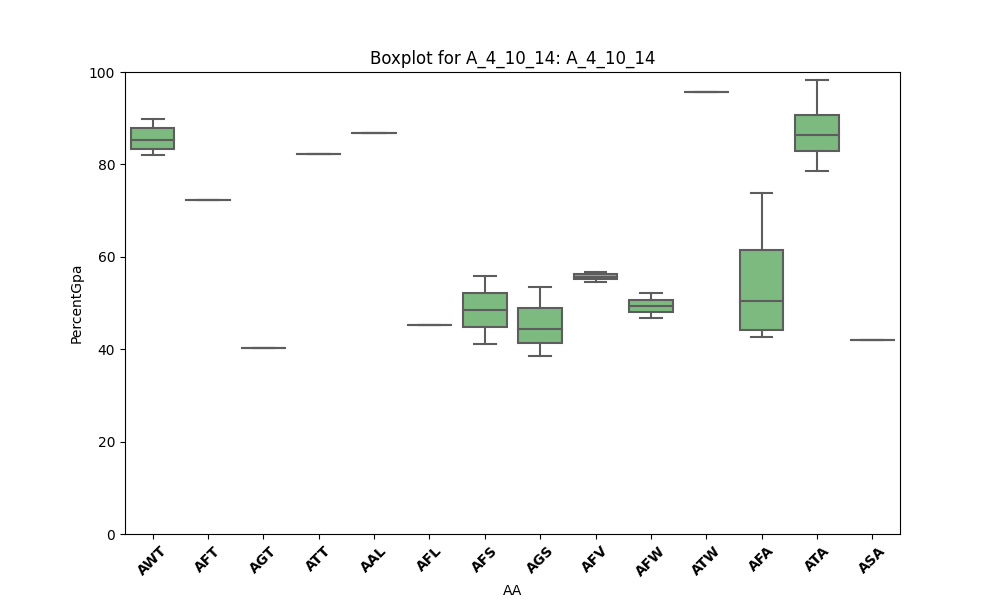 Boxplot for A_4_10_14: A_4_10_14
100
80
60
40
20
0
PercentGpa
AWT AFT AGT ATT AAL AFL AFS AGS AFV AFW ATW AFA ATA ASA
AA